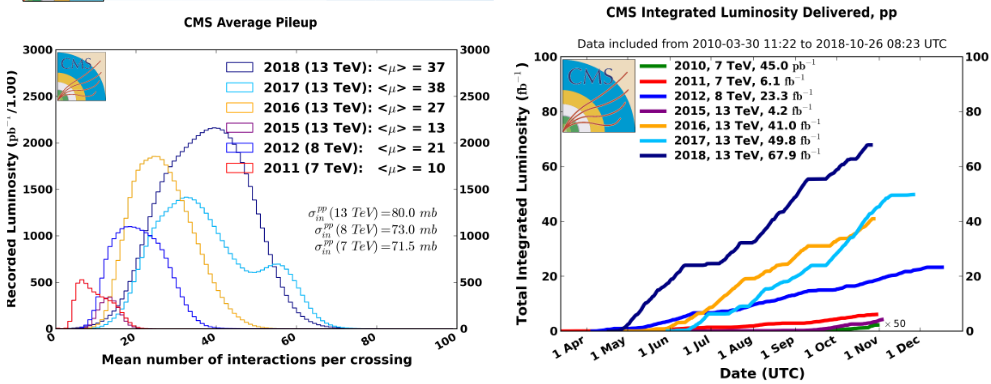 CMS Average Pileup
3000
2500
2000
1500
1000
500
0
Recorded Luminosity (pb⁻¹/1.00)
CMS
2018 (13 TeV): <μ> = 37
2017 (13 TeV): <μ> = 38
2016 (13 TeV): <μ> = 27
2015 (13 TeV): <μ> = 13
2012 (8 TeV): <μ> = 21
2011 (7 TeV): <μ> = 10
σ_in^pp (13 TeV)=80.0 mb
σ_in^pp (8 TeV)=73.0 mb
σ_in^pp (7 TeV)=71.5 mb
3000
2500
2000
1500
1000
500
0
0 20 40 60 80 100
Mean number of interactions per crossing
CMS Integrated Luminosity Delivered, pp
Data included from 2010-03-30 11:22 to 2018-10-26 08:23 UTC
100
80
60
40
20
0
Total Integrated Luminosity (fb⁻¹)
CMS
2010, 7 TeV, 45.0 pb⁻¹
2011, 7 TeV, 6.1 fb⁻¹
2012, 8 TeV, 23.3 fb⁻¹
2015, 13 TeV, 4.2 fb⁻¹
2016, 13 TeV, 41.0 fb⁻¹
2017, 13 TeV, 49.8 fb⁻¹
2018, 13 TeV, 67.9 fb⁻¹
× 50
100
80
60
40
20
0
1 Apr 1 May 1 Jun 1 Jul 1 Aug 1 Sep 1 Oct 1 Nov 1 Dec
Date (UTC)